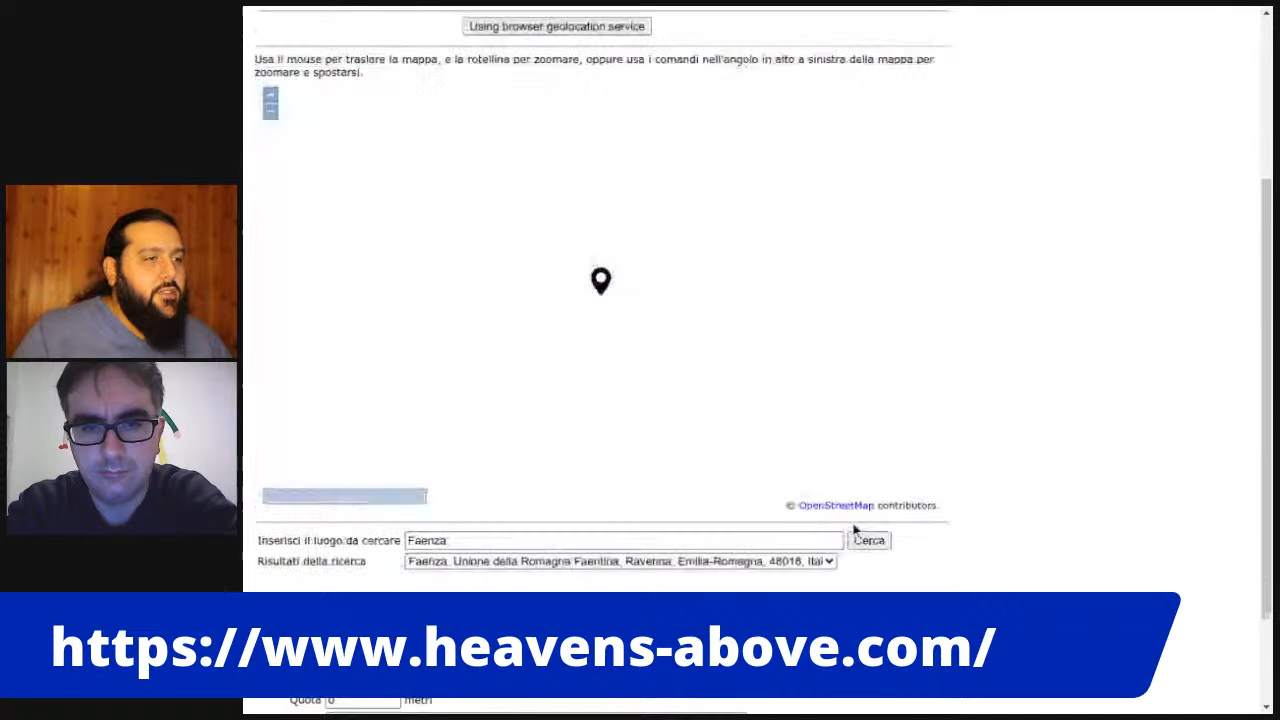 Using browser geolocation service
Usa il mouse per traslare la mappa, e la rotellina per zoomare, oppure usa i comandi nell'angolo in alto a sinistra della mappa per
zoomare e spostarsi.
© OpenStreetMap contributors.
Inserisci il luogo da cercare Faenza Cerca
Risultati della ricerca Faenza, Unione della Romagna Faentina, Ravenna, Emilia-Romagna, 48018, Ital
https://www.heavens-above.com/
Quota 0 metri